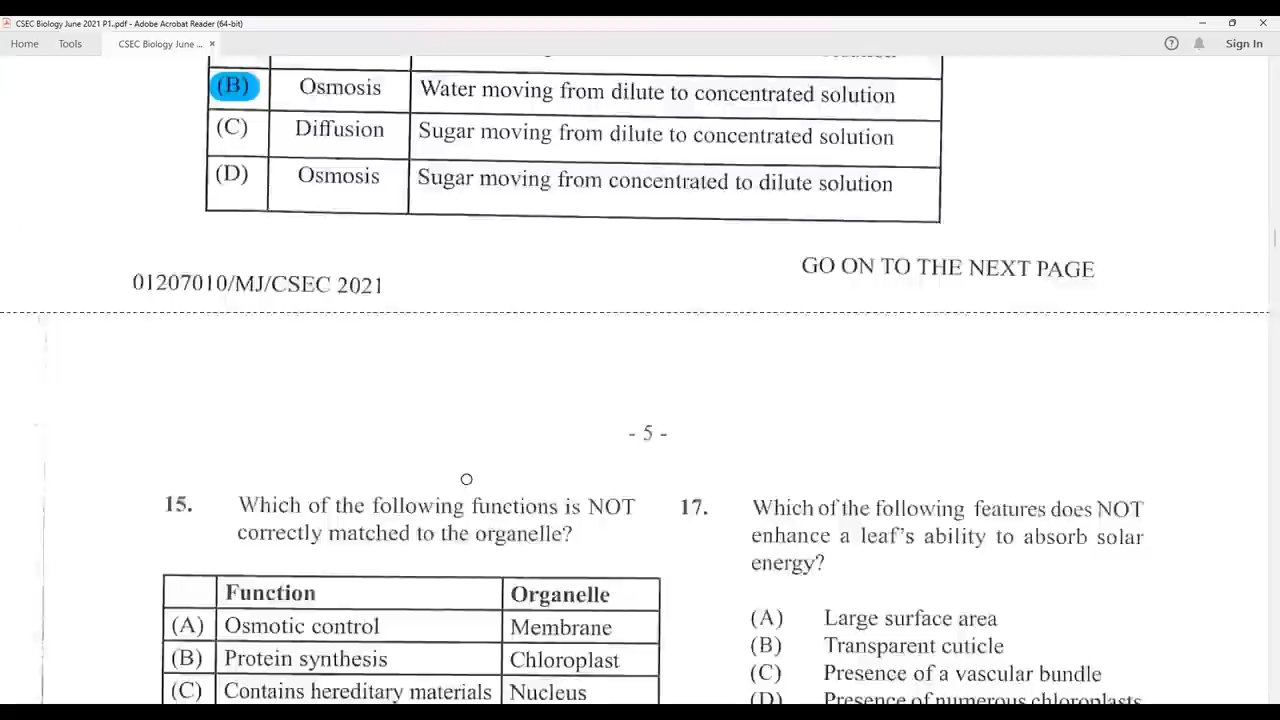 CSEC Biology June 2021 P1..pdf - Adobe Acrobat Reader (64-bit)
Home Tools CSEC Biology June ... × Sign In
(B) Osmosis Water moving from dilute to concentrated solution
(C) Diffusion Sugar moving from dilute to concentrated solution
(D) Osmosis Sugar moving from concentrated to dilute solution
GO ON TO THE NEXT PAGE
01207010/MJ/CSEC 2021
- 5 -
15. Which of the following functions is NOT
correctly matched to the organelle?
Function Organelle
(A) Osmotic control Membrane
(B) Protein synthesis Chloroplast
(C) Contains hereditary materials Nucleus
17. Which of the following features does NOT
enhance a leaf's ability to absorb solar
energy?
(A) Large surface area
(B) Transparent cuticle
(C) Presence of a vascular bundle
(D) Presence of numerous chloroplasts